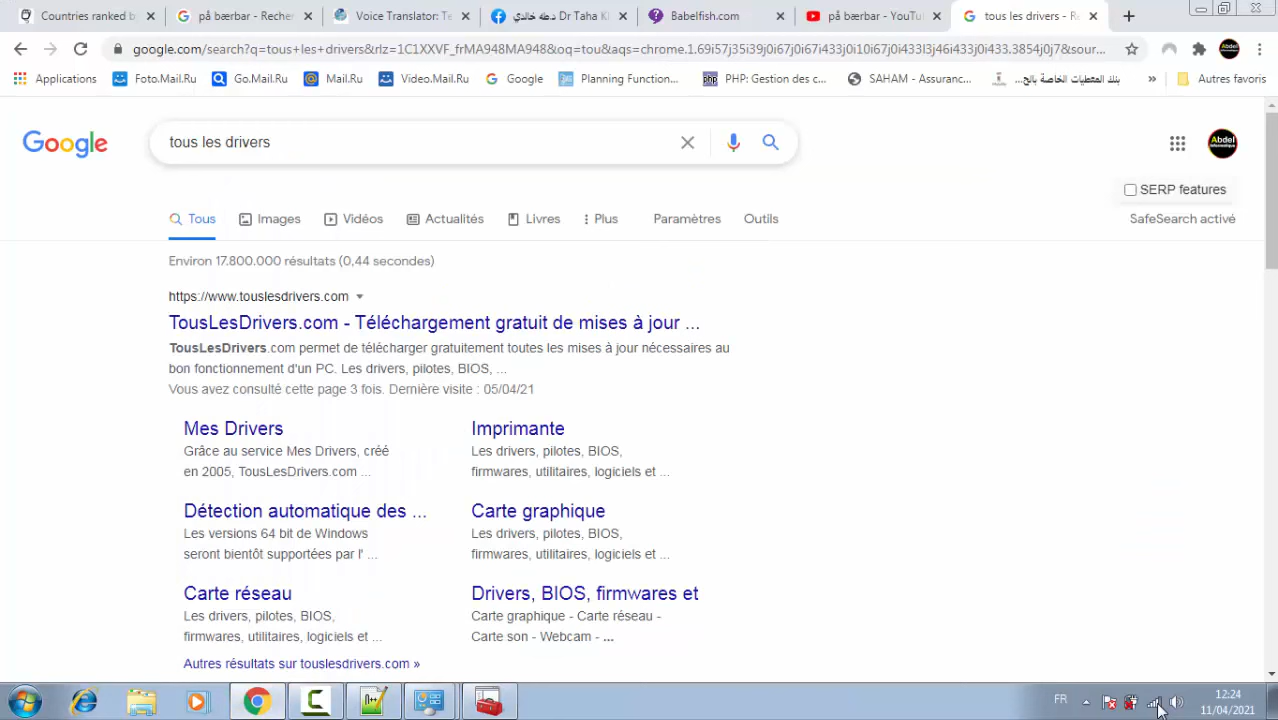 Countries ranked b
på bærbar - Recher
Voice Translator: Te
Dr Taha Kh د.طه خالدي
Babelfish.com
på bærbar - YouTu
tous les drivers - Re
google.com/search?q=tous+les+drivers&rlz=1C1XXVF_frMA948MA948&oq=tou&aqs=chrome.1.69i57j35i39j0i67j0i67i433j0i10i67j0i433l3j46i433j0i433.3854j0j7&sour...
Applications
Foto.Mail.Ru
Go.Mail.Ru
Mail.Ru
Video.Mail.Ru
Google
Planning Function...
PHP: Gestion des c...
SAHAM - Assuranc...
بنك المعطيات الخاصة بالح...
»
Autres favoris
Google
tous les drivers
Abdel
Informatique
SERP features
Tous
Images
Vidéos
Actualités
Livres
Plus
Paramètres
Outils
SafeSearch activé
Environ 17.800.000 résultats (0,44 secondes)
https://www.touslesdrivers.com
TousLesDrivers.com - Téléchargement gratuit de mises à jour ...
TousLesDrivers.com permet de télécharger gratuitement toutes les mises à jour nécessaires au
bon fonctionnement d'un PC. Les drivers, pilotes, BIOS, ...
Vous avez consulté cette page 3 fois. Dernière visite : 05/04/21
Mes Drivers
Grâce au service Mes Drivers, créé
en 2005, TousLesDrivers.com ...
Imprimante
Les drivers, pilotes, BIOS,
firmwares, utilitaires, logiciels et ...
Détection automatique des ...
Les versions 64 bit de Windows
seront bientôt supportées par l' ...
Carte graphique
Les drivers, pilotes, BIOS,
firmwares, utilitaires, logiciels et ...
Carte réseau
Les drivers, pilotes, BIOS,
firmwares, utilitaires, logiciels et ...
Drivers, BIOS, firmwares et
Carte graphique - Carte réseau -
Carte son - Webcam - ...
Autres résultats sur touslesdrivers.com »
FR
12:24
11/04/2021